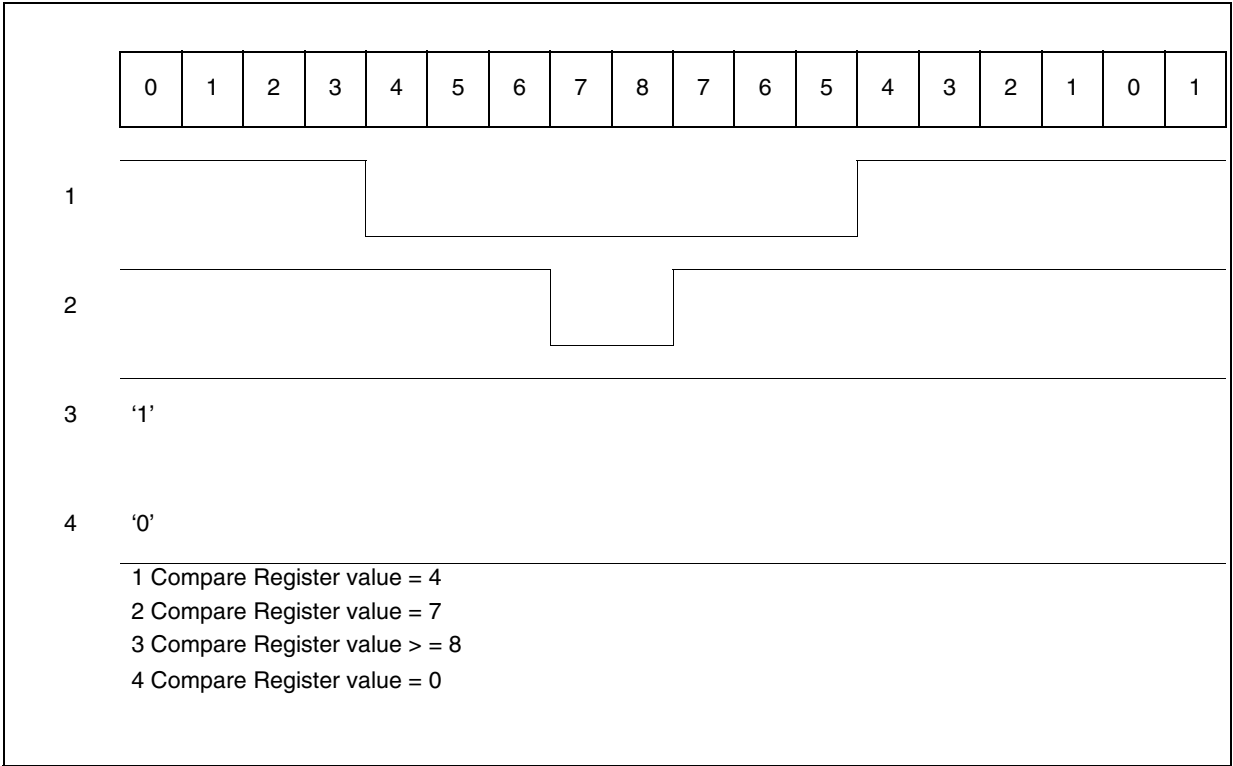 0 1 2 3 4 5 6 7 8 7 6 5 4 3 2 1 0 1
1
2
3 ‘1’
4 ‘0’
1 Compare Register value = 4
2 Compare Register value = 7
3 Compare Register value > = 8
4 Compare Register value = 0